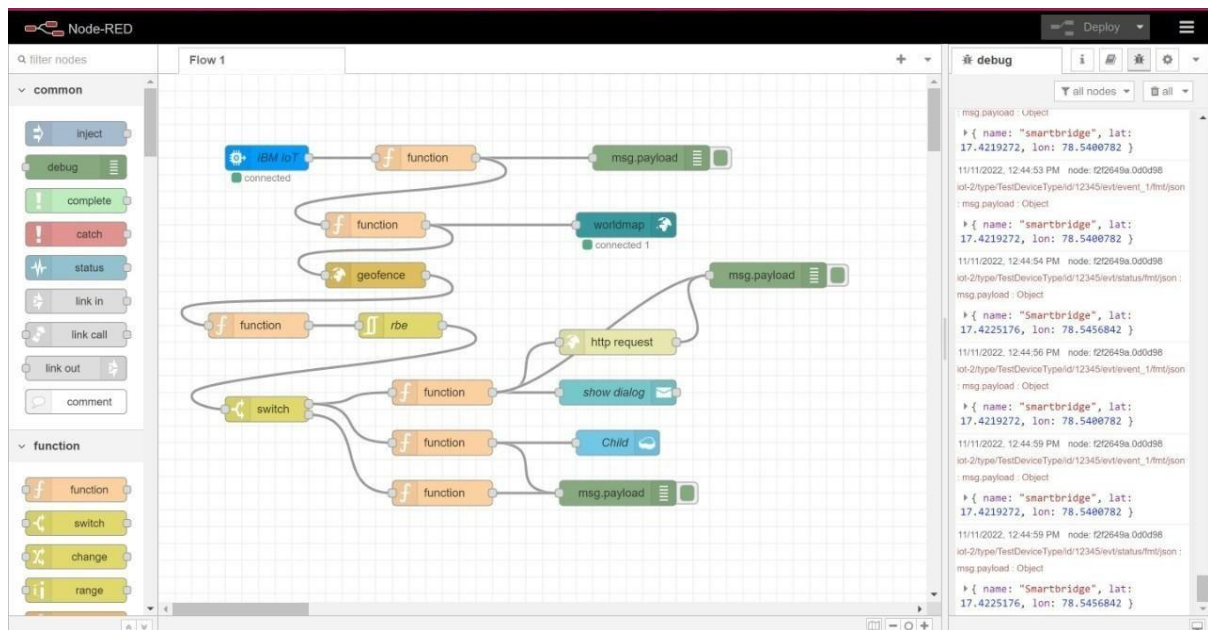 Node-RED
Deploy
filter nodes
Flow 1
debug
i
common
all nodes
all
inject
debug
complete
catch
status
link in
link call
link out
comment
function
function
switch
change
range
IBM IoT
connected
function
msg.payload
function
worldmap
connected 1
geofence
msg.payload
function
rbe
http request
switch
function
show dialog
function
Child
function
msg.payload
: msg.payload : Object
{ name: "smartbridge", lat:
17.4219272, lon: 78.5400782 }
11/11/2022, 12:44:53 PM node: f2f2649a.0d0d98
iot-2/type/TestDeviceType/id/12345/evt/event_1/fmt/json
: msg.payload : Object
{ name: "smartbridge", lat:
17.4219272, lon: 78.5400782 }
11/11/2022, 12:44:54 PM node: f2f2649a.0d0d98
iot-2/type/TestDeviceType/id/12345/evt/status/fmt/json :
msg.payload : Object
{ name: "Smartbridge", lat:
17.4225176, lon: 78.5456842 }
11/11/2022, 12:44:56 PM node: f2f2649a.0d0d98
iot-2/type/TestDeviceType/id/12345/evt/event_1/fmt/json
: msg.payload : Object
{ name: "smartbridge", lat:
17.4219272, lon: 78.5400782 }
11/11/2022, 12:44:59 PM node: f2f2649a.0d0d98
iot-2/type/TestDeviceType/id/12345/evt/event_1/fmt/json
: msg.payload : Object
{ name: "smartbridge", lat:
17.4219272, lon: 78.5400782 }
11/11/2022, 12:44:59 PM node: f2f2649a.0d0d98
iot-2/type/TestDeviceType/id/12345/evt/status/fmt/json :
msg.payload : Object
{ name: "Smartbridge", lat:
17.4225176, lon: 78.5456842 }